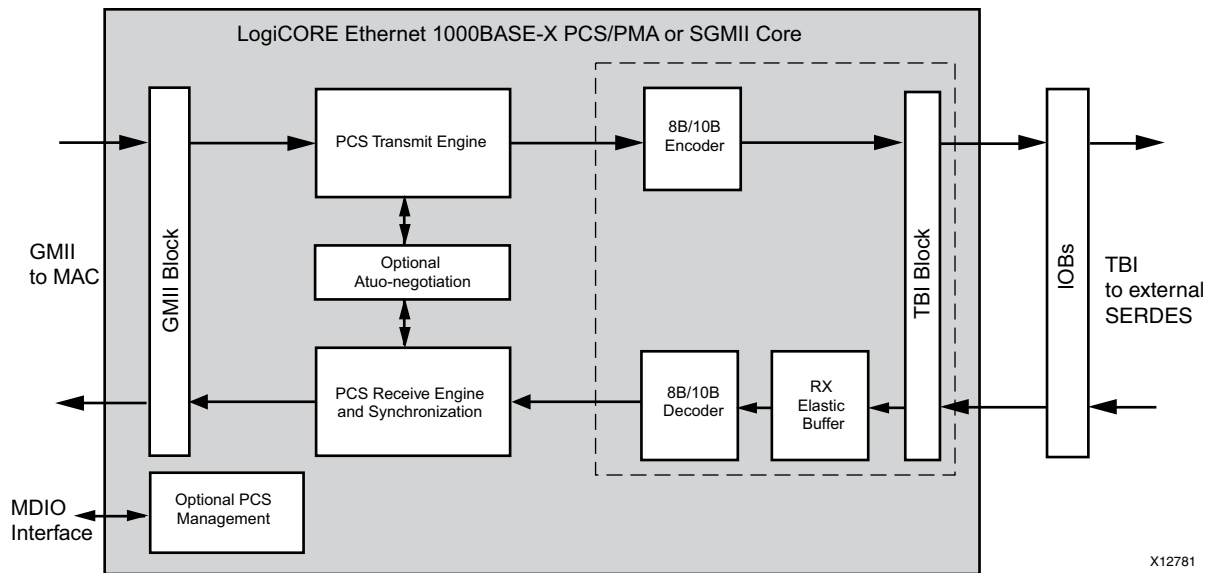 LogiCORE Ethernet 1000BASE-X PCS/PMA or SGMII Core
GMII Block
PCS Transmit Engine
8B/10B
Encoder
TBI Block
IOBs
GMII
to MAC
Optional
Atuo-negotiation
TBI
to external
SERDES
PCS Receive Engine
and Synchronization
8B/10B
Decoder
RX
Elastic
Buffer
MDIO
Interface
Optional PCS
Management
X12781